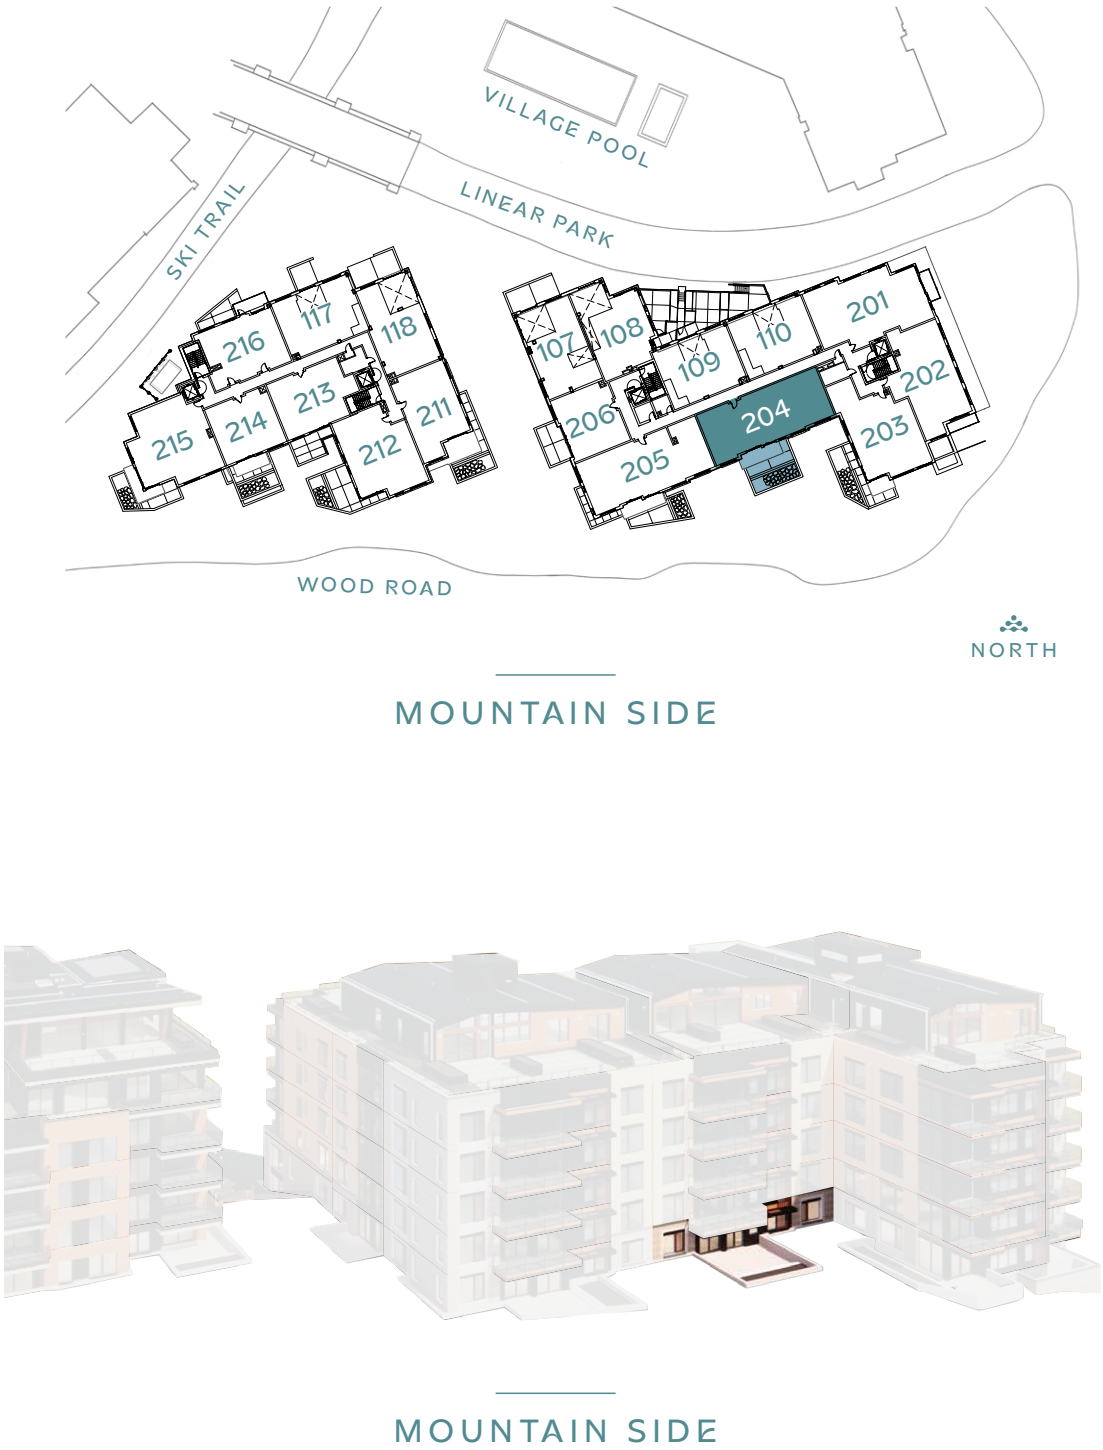 VILLAGE POOL
LINEAR PARK
SKI TRAIL
201
117
118
110
108
107
216
109
202
213
204
211
206
214
203
215
212
205
WOOD ROAD
NORTH
MOUNTAIN SIDE
MOUNTAIN SIDE